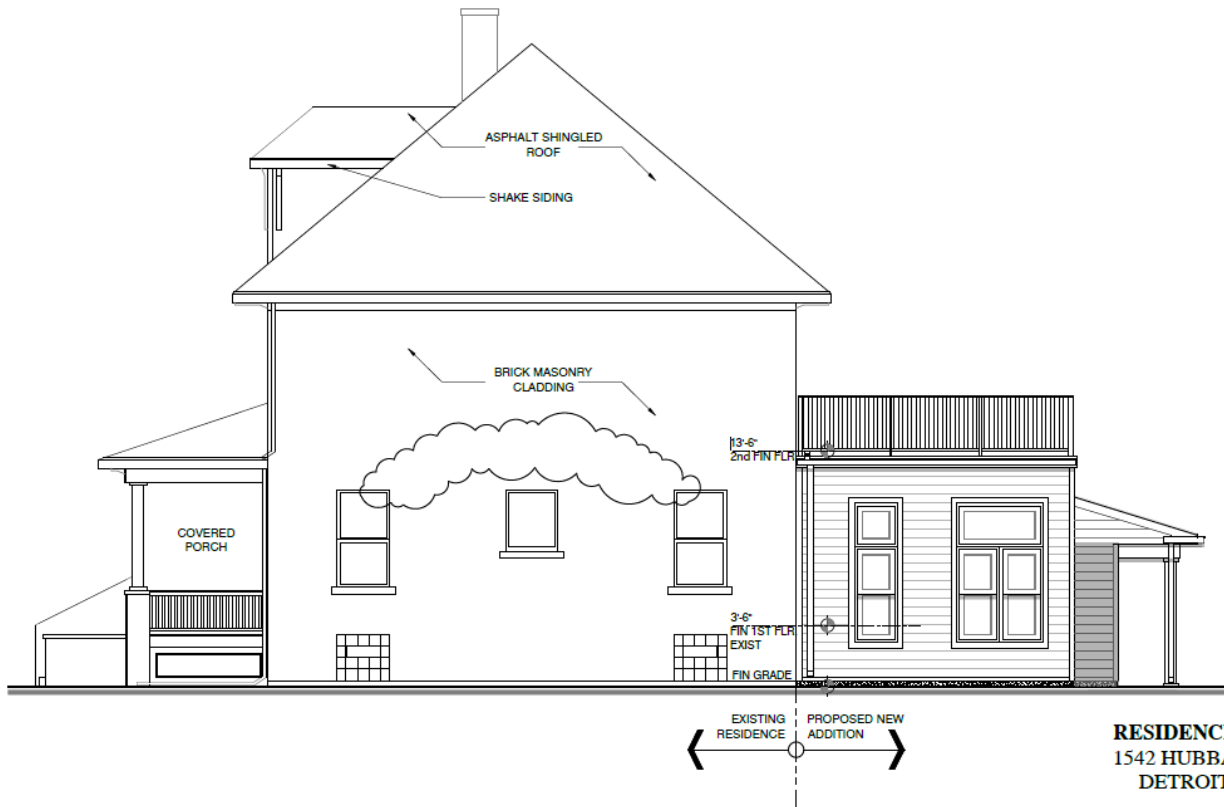 ASPHALT SHINGLED
ROOF
SHAKE SIDING
BRICK MASONRY
CLADDING
13'-6"
2nd FIN FLR
COVERED
PORCH
3'-6"
FIN 1ST FLR
EXIST
FIN GRADE
EXISTING
RESIDENCE
PROPOSED NEW
ADDITION
RESIDENC
1542 HUBBA
DETROIT